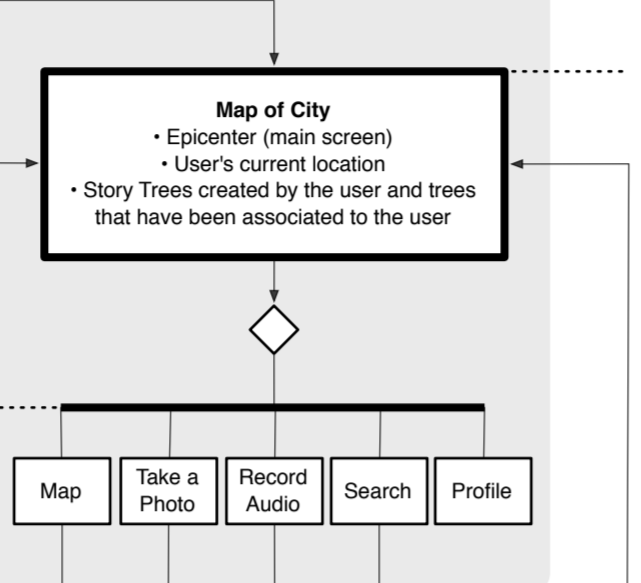 Map of City
• Epicenter (main screen)
• User's current location
• Story Trees created by the user and trees
that have been associated to the user
Map
Take a
Photo
Record
Audio
Search
Profile